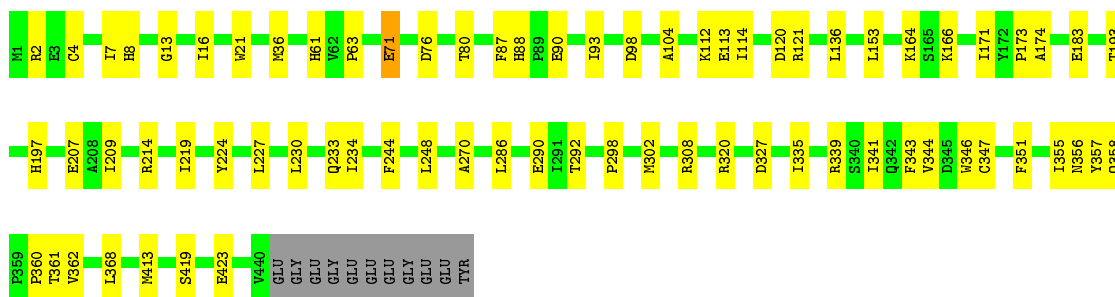 M1 R2 E3 C4 I7 H8 G13 I16 W21 M36 H61 V62 P63 E71 D76 T80 F87 H88 P89 E90 I93 D98 A104 K112 E113 I114 D120 R121 L136 L153 K164 S165 K166 I171 Y172 P173 A174 E183 T193
H197 E207 A208 I209 R214 I219 Y224 L227 L230 Q233 I234 F244 L248 A270 L286 E290 I291 T292 P298 M302 R308 R320 D327 I335 R339 S340 I341 Q342 F343 V344 D345 W346 C347 F351 I355 N356 Y357 Q358
P359 P360 T361 V362 L368 M413 S419 E423 V440 GLU GLY GLU GLY GLU GLU GLU GLY GLU GLU TYR